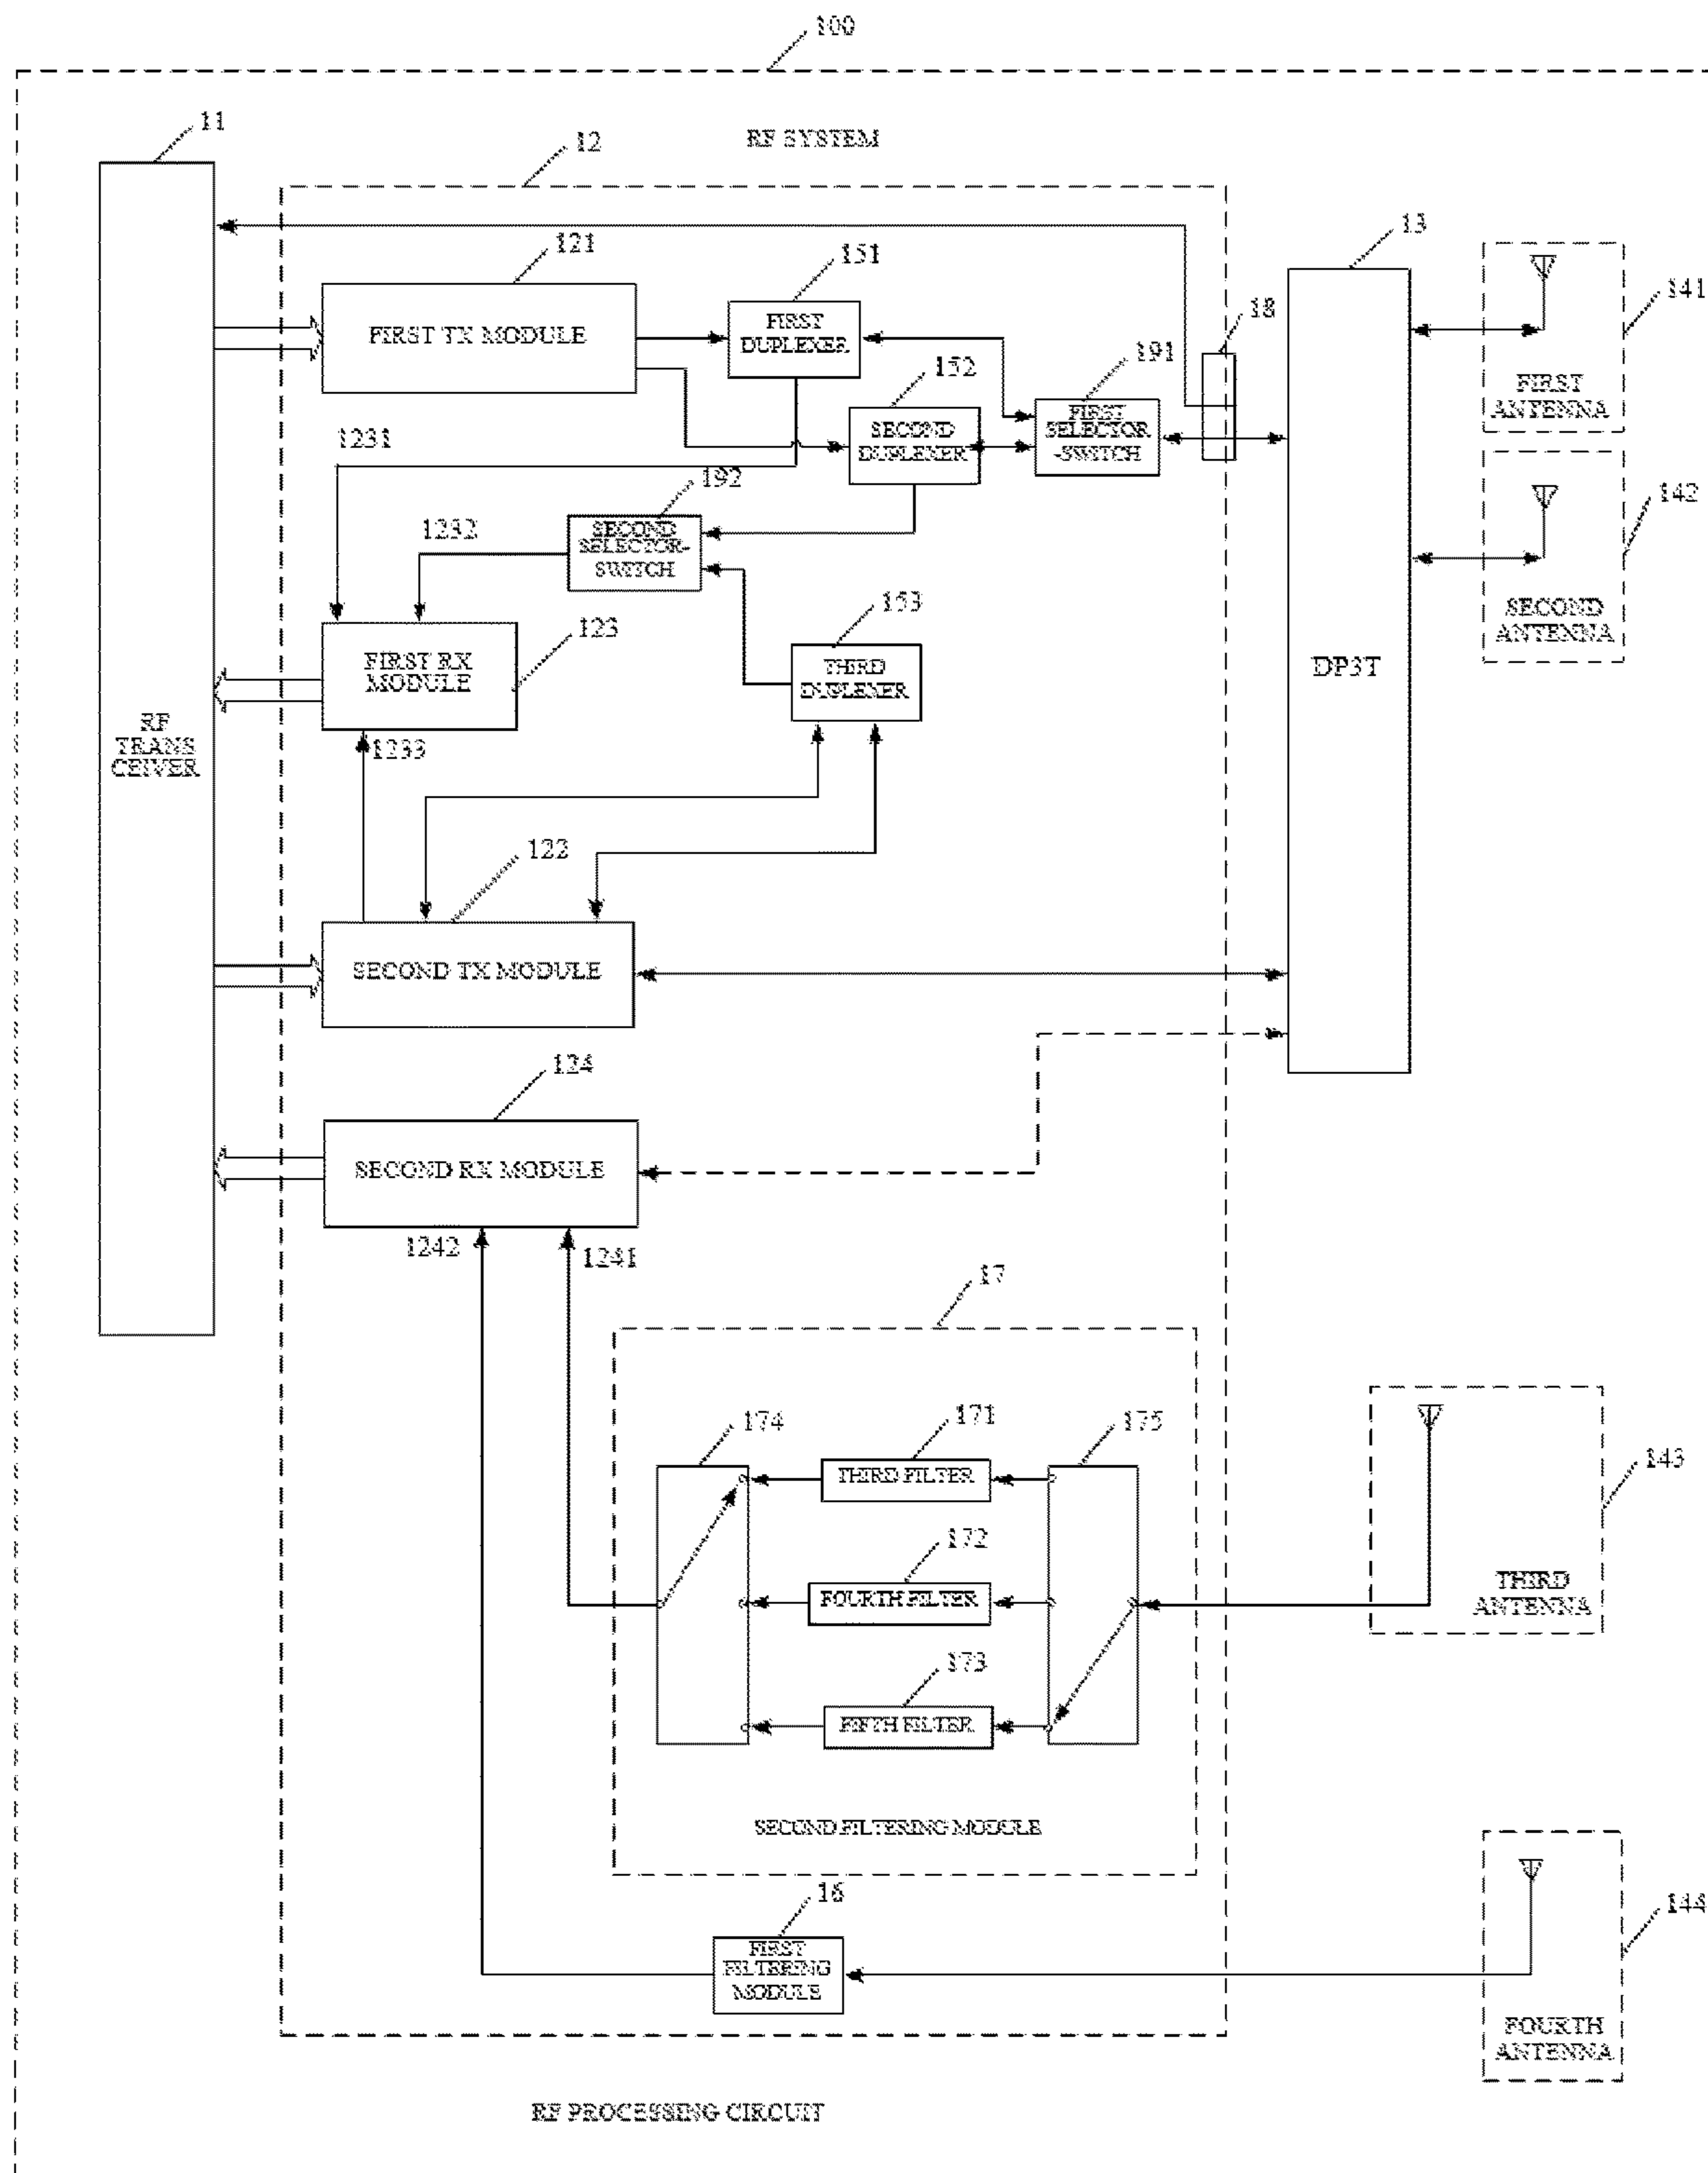 100
RF SYSTEM
11
12
121
151
13
18
141
FIRST TX MODULE
FIRST
DUPLEXER
152
191
FIRST
ANTENNA
1231
SECOND
DUPLEXER
FIRST
SELECTOR
-SWITCH
192
142
1232
SECOND
SELECTOR-
SWITCH
153
SECOND
ANTENNA
123
FIRST RX
MODULE
THIRD
DUPLEXER
DP3T
RF
TRANS
CEIVER
1233
122
SECOND TX MODULE
124
SECOND RX MODULE
1242
1241
17
174
171
175
143
THIRD FILTER
172
FOURTH FILTER
THIRD
ANTENNA
173
FIFTH FILTER
SECOND FILTERING MODULE
16
144
FIRST
FILTERING
MODULE
FOURTH
ANTENNA
RF PROCESSING CIRCUIT